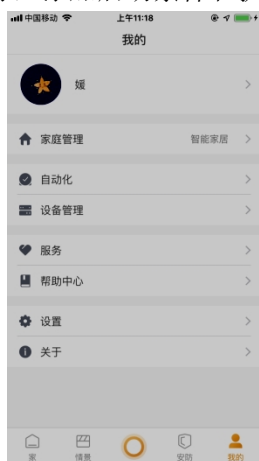 中国移动 上午11:18
我的
媛
家庭管理 智能家居
自动化
设备管理
服务
帮助中心
设置
关于
家 情景 安防 我的